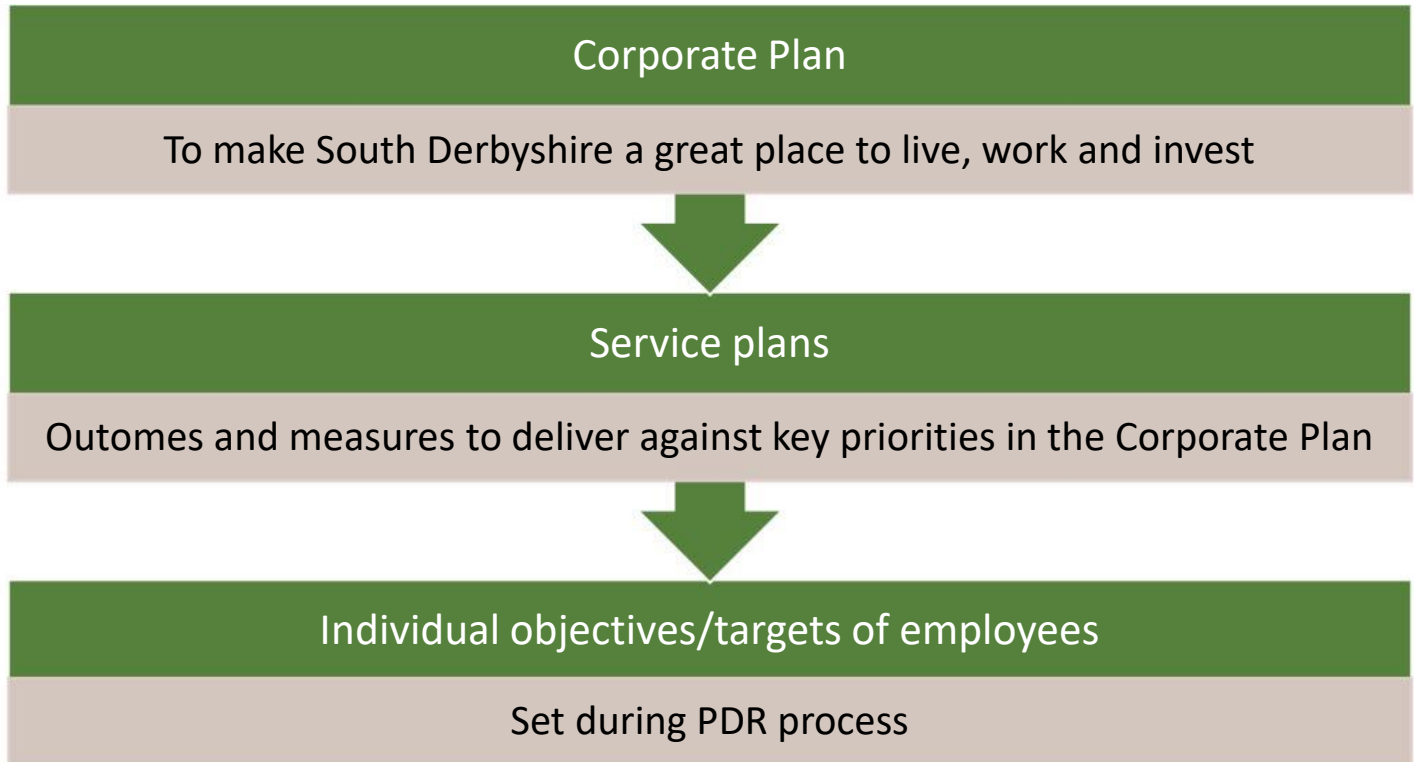 Corporate Plan
To make South Derbyshire a great place to live, work and invest
Service plans
Outomes and measures to deliver against key priorities in the Corporate Plan
Individual objectives/targets of employees
Set during PDR process